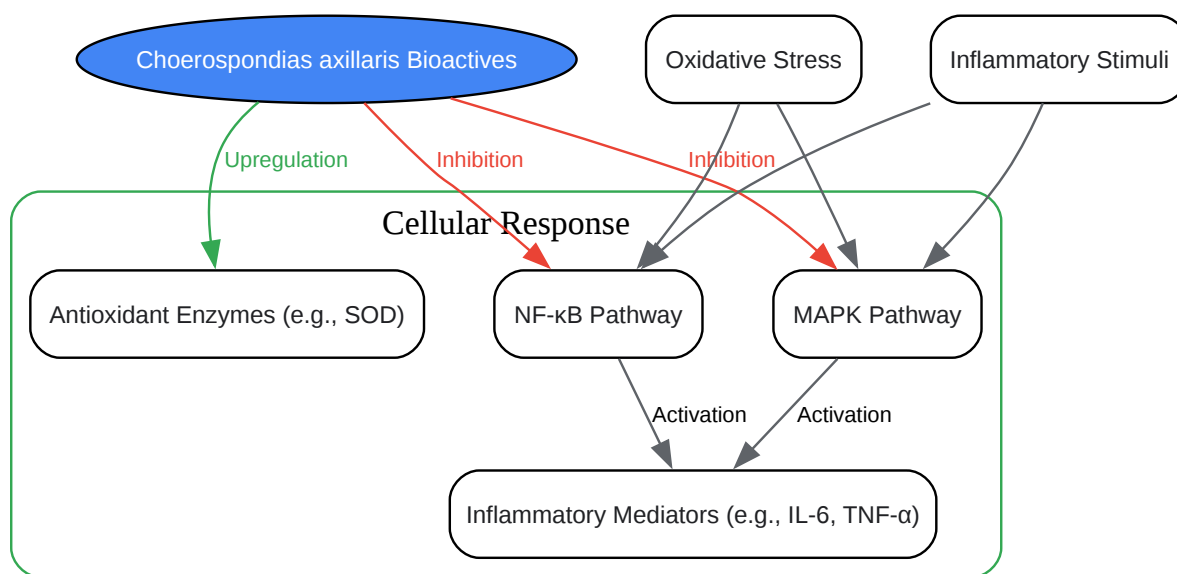 Choerospondias axillaris Bioactives
Oxidative Stress
Inflammatory Stimuli
Upregulation
Inhibition
Inhibition
Cellular Response
Antioxidant Enzymes (e.g., SOD)
NF-κB Pathway
MAPK Pathway
Activation
Activation
Inflammatory Mediators (e.g., IL-6, TNF-α)